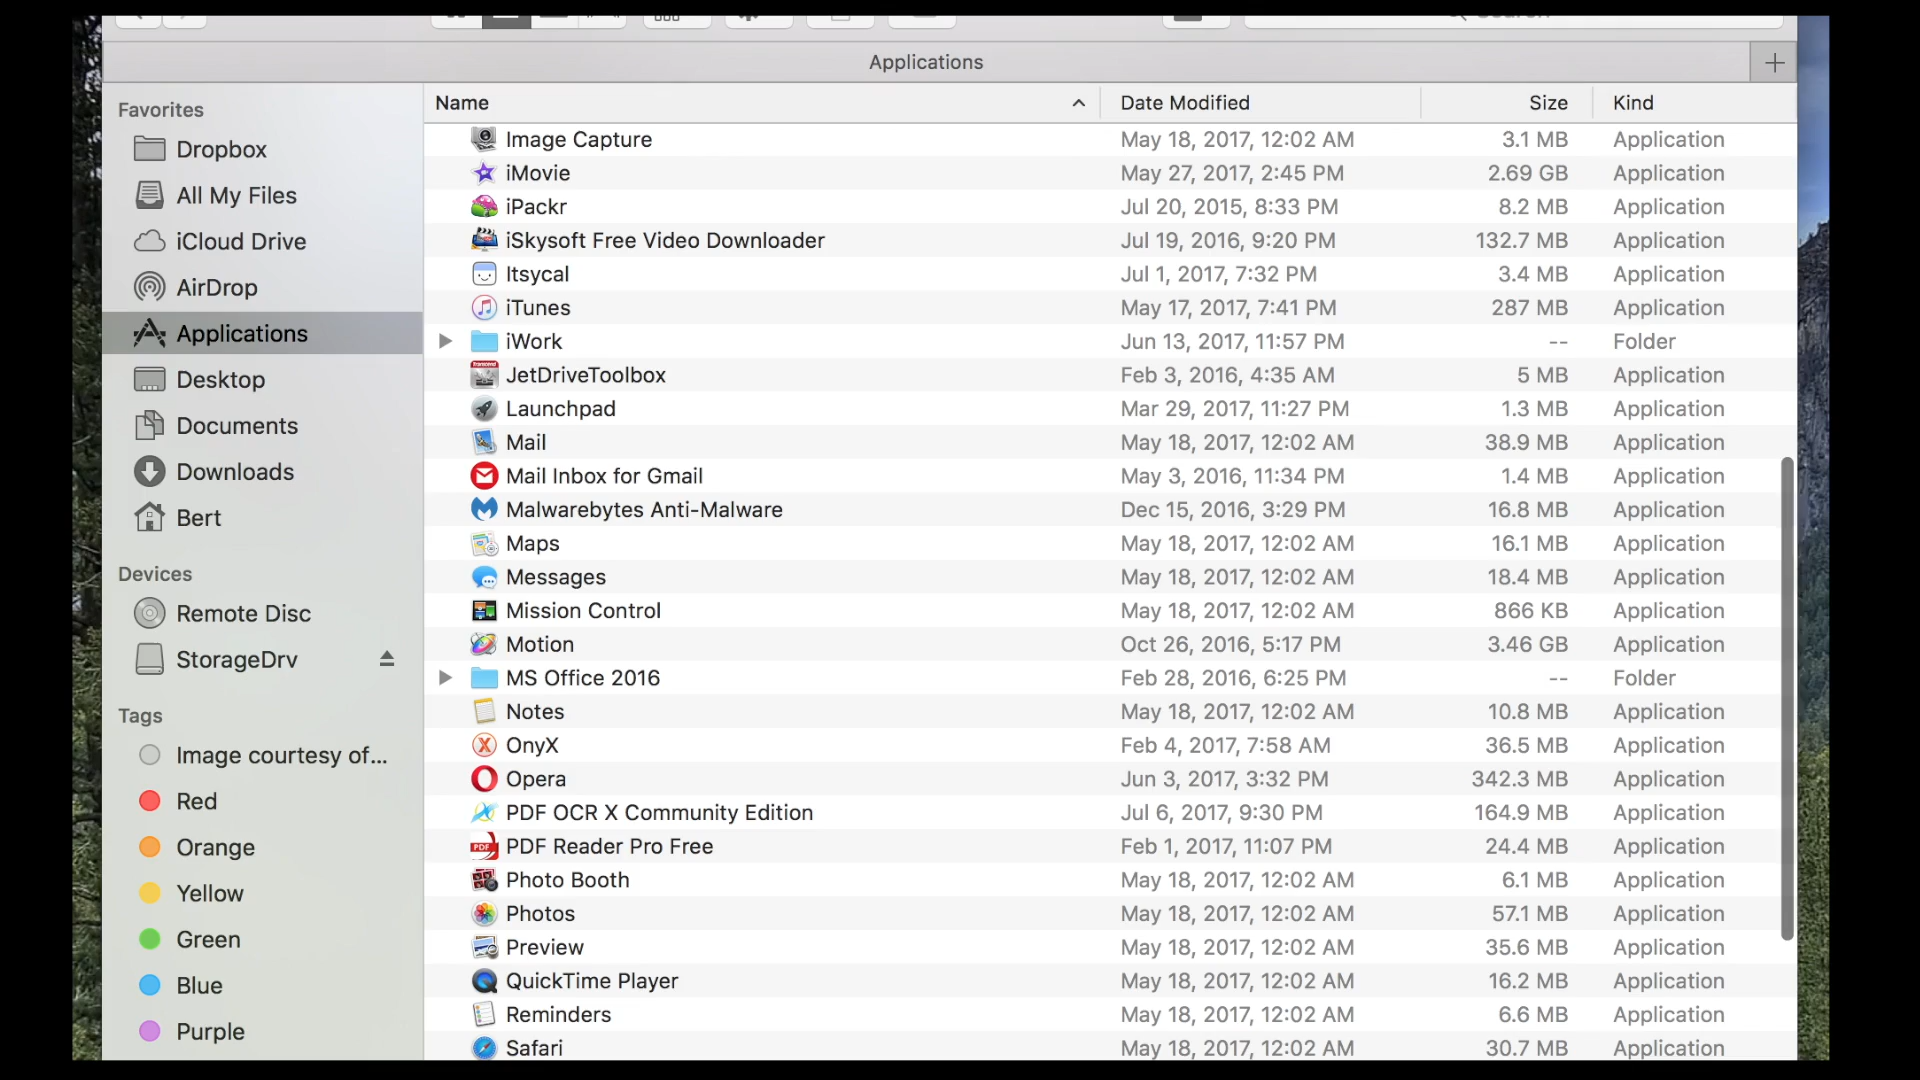 Applications
Favorites
Dropbox
All My Files
iCloud Drive
AirDrop
Applications
Desktop
Documents
Downloads
Bert
Devices
Remote Disc
StorageDrv
Tags
Image courtesy of...
Red
Orange
Yellow
Green
Blue
Purple
Name Date Modified Size Kind
Image Capture May 18, 2017, 12:02 AM 3.1 MB Application
iMovie May 27, 2017, 2:45 PM 2.69 GB Application
iPackr Jul 20, 2015, 8:33 PM 8.2 MB Application
iSkysoft Free Video Downloader Jul 19, 2016, 9:20 PM 132.7 MB Application
Itsycal Jul 1, 2017, 7:32 PM 3.4 MB Application
iTunes May 17, 2017, 7:41 PM 287 MB Application
iWork Jun 13, 2017, 11:57 PM -- Folder
JetDriveToolbox Feb 3, 2016, 4:35 AM 5 MB Application
Launchpad Mar 29, 2017, 11:27 PM 1.3 MB Application
Mail May 18, 2017, 12:02 AM 38.9 MB Application
Mail Inbox for Gmail May 3, 2016, 11:34 PM 1.4 MB Application
Malwarebytes Anti-Malware Dec 15, 2016, 3:29 PM 16.8 MB Application
Maps May 18, 2017, 12:02 AM 16.1 MB Application
Messages May 18, 2017, 12:02 AM 18.4 MB Application
Mission Control May 18, 2017, 12:02 AM 866 KB Application
Motion Oct 26, 2016, 5:17 PM 3.46 GB Application
MS Office 2016 Feb 28, 2016, 6:25 PM -- Folder
Notes May 18, 2017, 12:02 AM 10.8 MB Application
OnyX Feb 4, 2017, 7:58 AM 36.5 MB Application
Opera Jun 3, 2017, 3:32 PM 342.3 MB Application
PDF OCR X Community Edition Jul 6, 2017, 9:30 PM 164.9 MB Application
PDF Reader Pro Free Feb 1, 2017, 11:07 PM 24.4 MB Application
Photo Booth May 18, 2017, 12:02 AM 6.1 MB Application
Photos May 18, 2017, 12:02 AM 57.1 MB Application
Preview May 18, 2017, 12:02 AM 35.6 MB Application
QuickTime Player May 18, 2017, 12:02 AM 16.2 MB Application
Reminders May 18, 2017, 12:02 AM 6.6 MB Application
Safari May 18, 2017, 12:02 AM 30.7 MB Application